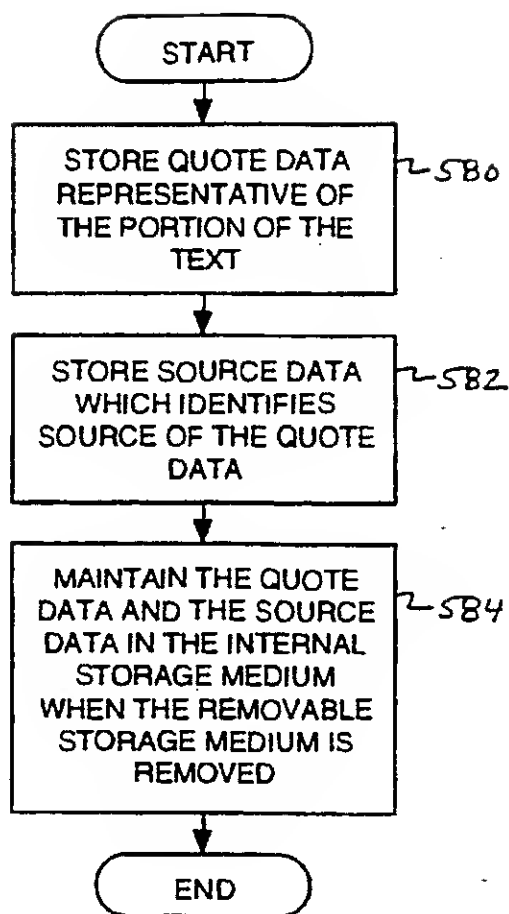 START
STORE QUOTE DATA
REPRESENTATIVE OF
THE PORTION OF THE
TEXT
580
STORE SOURCE DATA
WHICH IDENTIFIES
SOURCE OF THE QUOTE
DATA
582
MAINTAIN THE QUOTE
DATA AND THE SOURCE
DATA IN THE INTERNAL
STORAGE MEDIUM
WHEN THE REMOVABLE
STORAGE MEDIUM IS
REMOVED
584
END